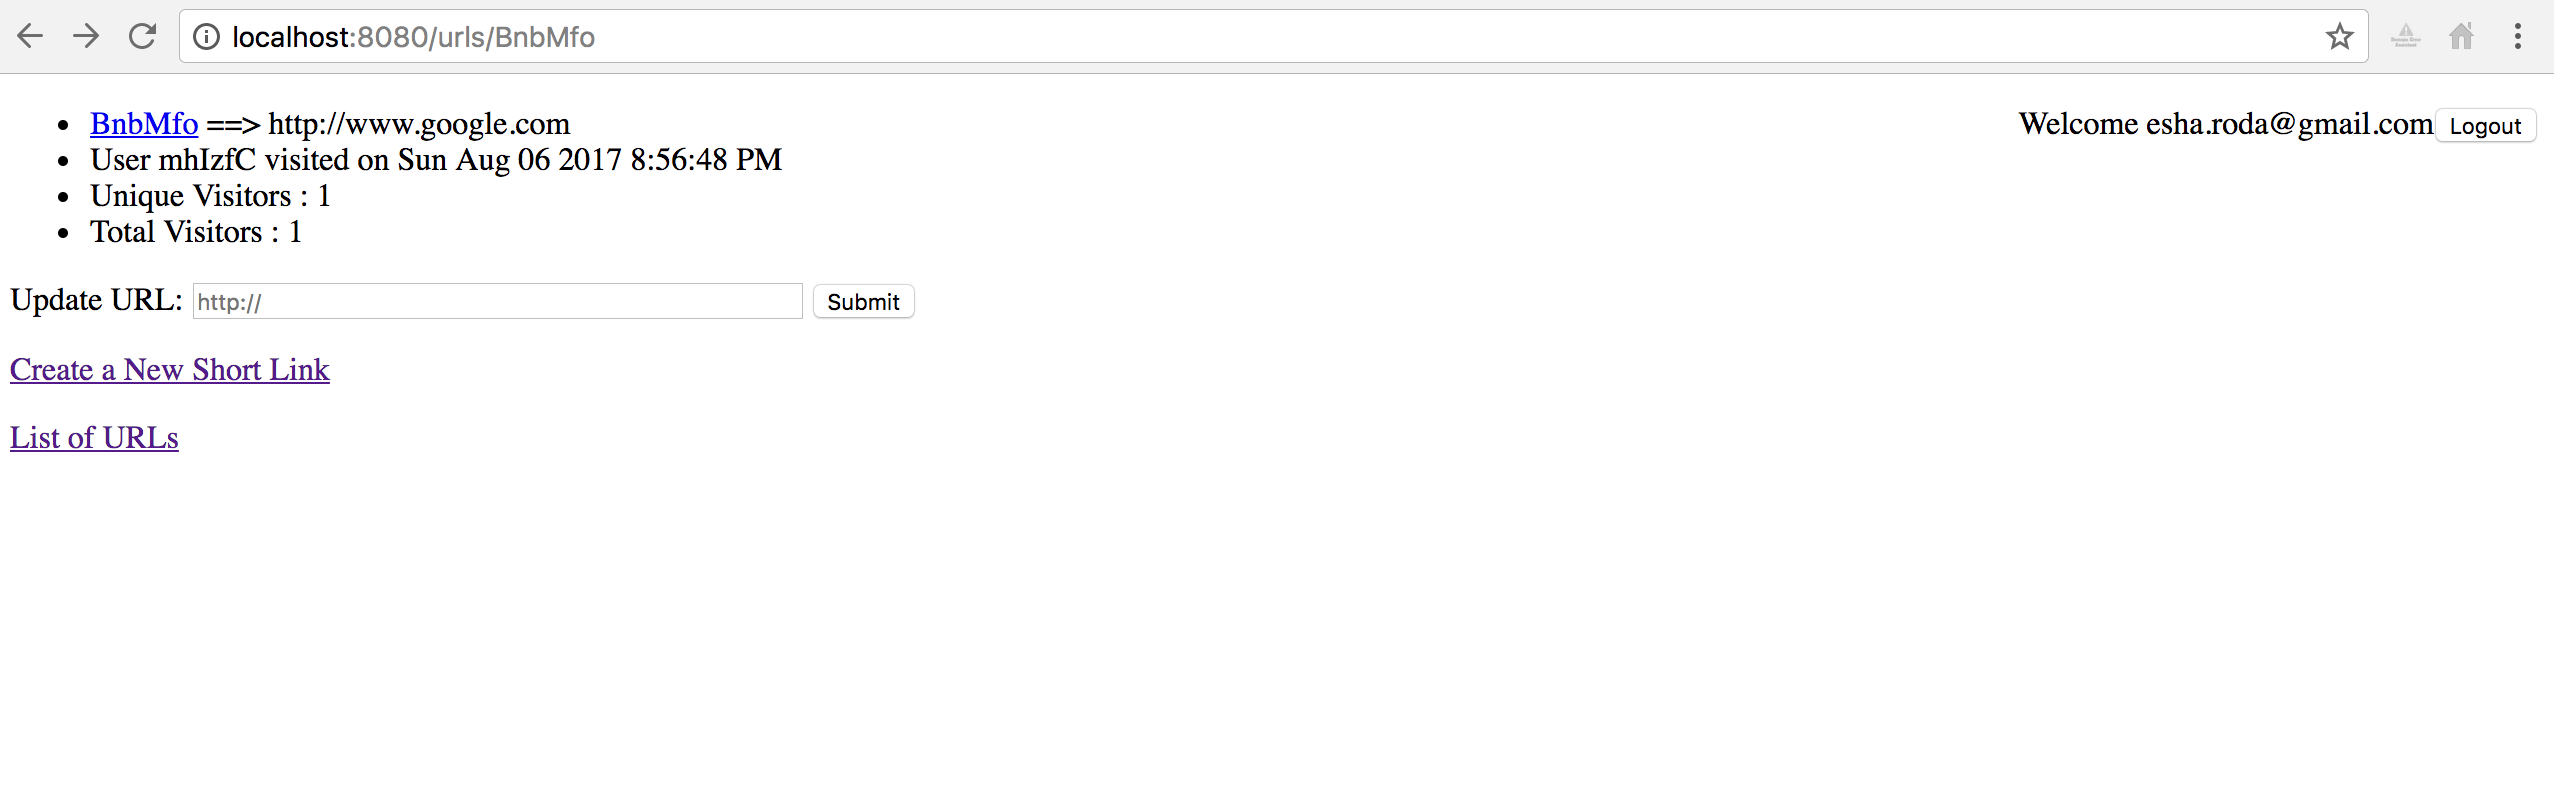 localhost:8080/urls/BnbMfo
BnbMfo ==> http://www.google.com
Welcome esha.roda@gmail.com Logout
User mhIzfC visited on Sun Aug 06 2017 8:56:48 PM
Unique Visitors : 1
Total Visitors : 1
Update URL: http:// Submit
Create a New Short Link
List of URLs